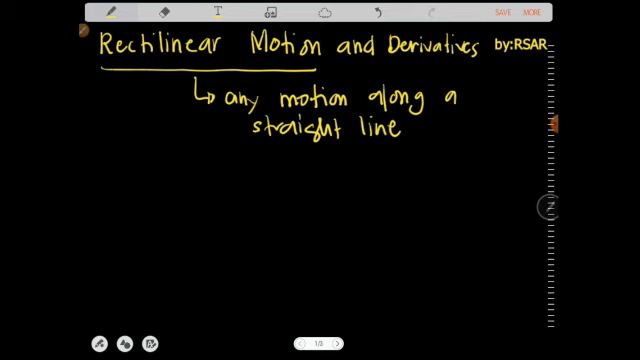 SAVE MORE
Rectilinear Motion and Derivatives by:RSAR
any motion along a
straight line
1/3